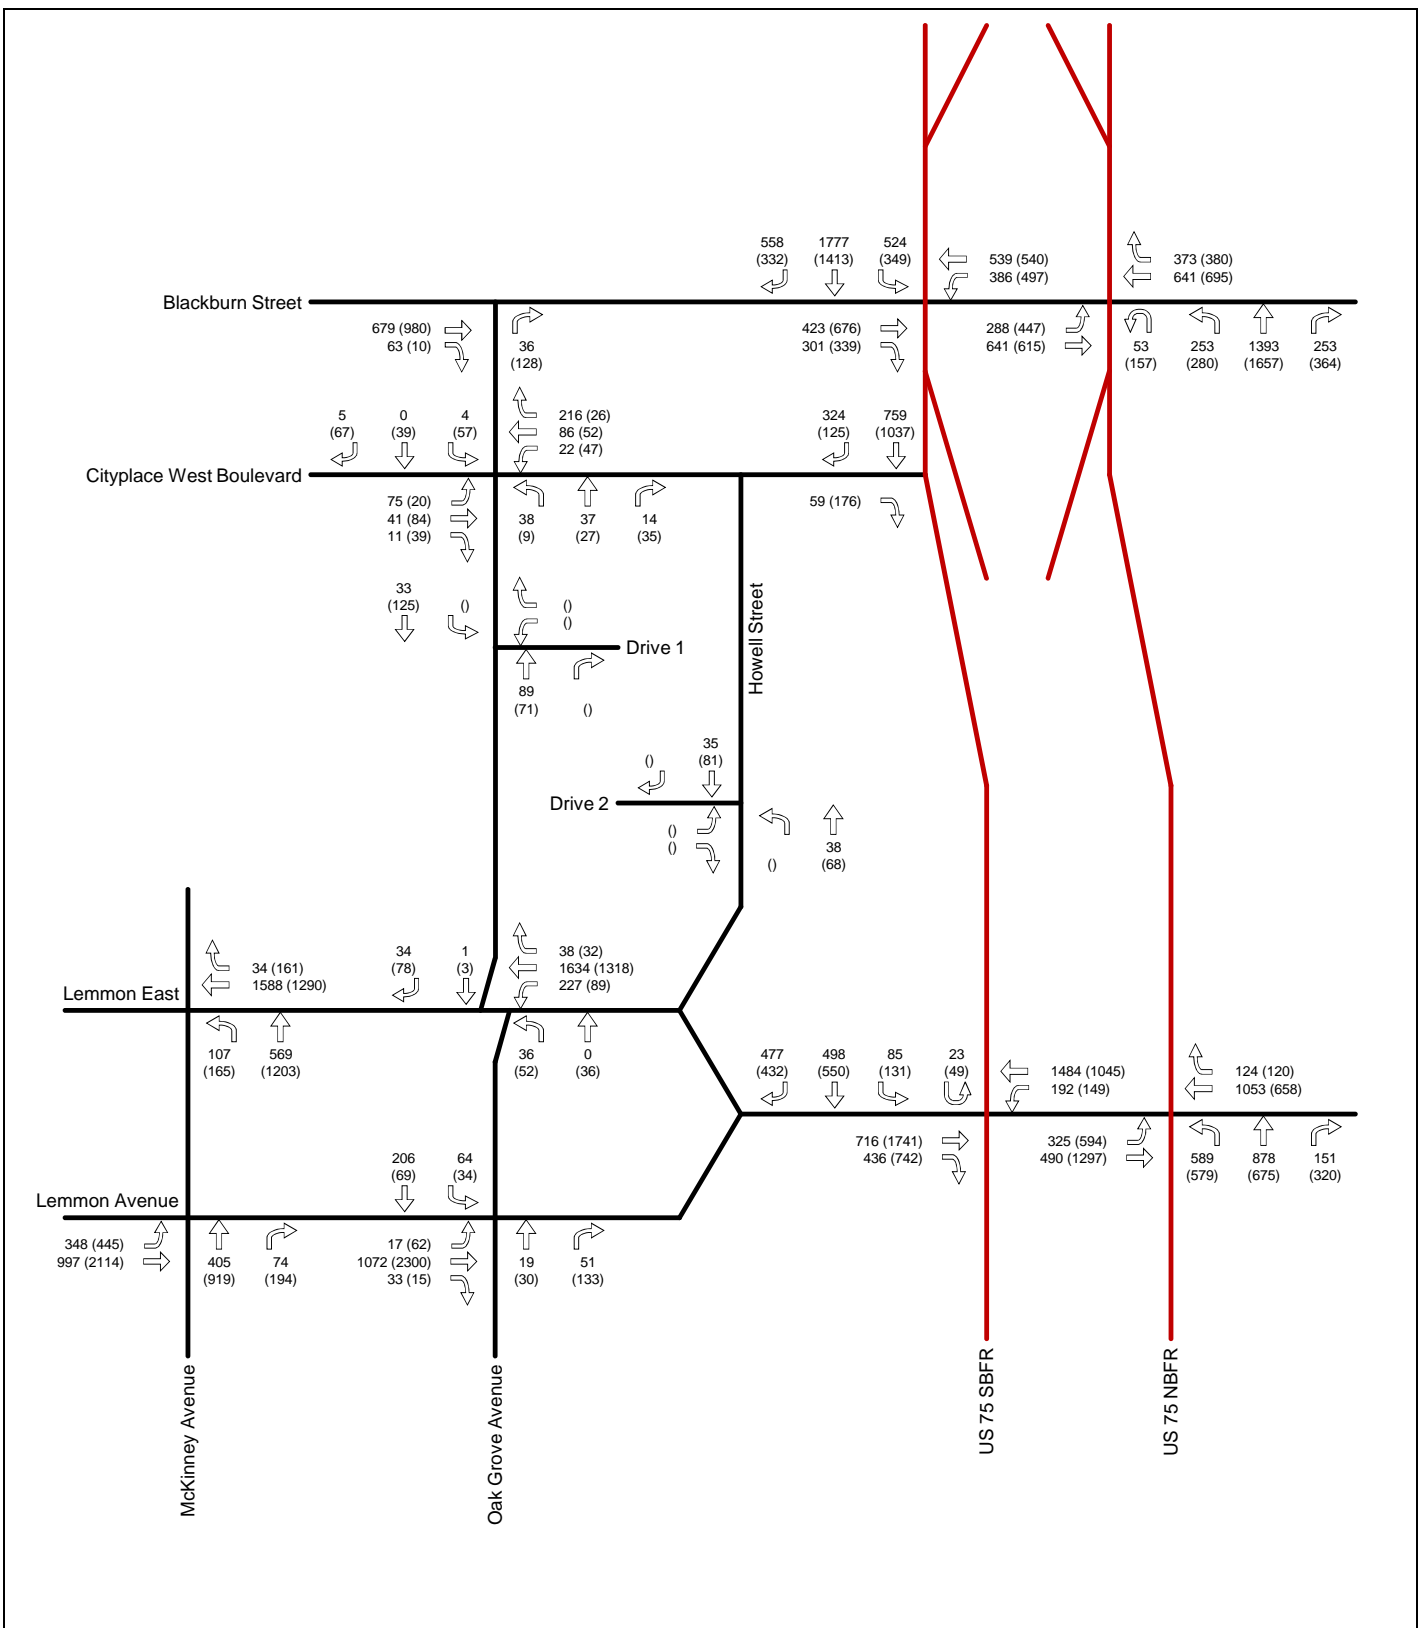 558 1777 524
(332) (1413) (349)
539 (540)
386 (497)
373 (380)
641 (695)
Blackburn Street
679 (980)
63 (10)
36
(128)
423 (676)
301 (339)
288 (447)
641 (615)
53 253 1393 253
(157) (280) (1657) (364)
5 0 4
(67) (39) (57)
216 (26)
86 (52)
22 (47)
324 759
(125) (1037)
Cityplace West Boulevard
75 (20)
41 (84)
11 (39)
38 37 14
(9) (27) (35)
59 (176)
33
(125) ()
()
()
Drive 1
89
(71) ()
Howell Street
35
() (81)
Drive 2
()
()
38
() (68)
34 (161)
1588 (1290)
34 1
(78) (3)
38 (32)
1634 (1318)
227 (89)
Lemmon East
107 569
(165) (1203)
36 0
(52) (36)
477 498 85 23
(432) (550) (131) (49)
1484 (1045)
192 (149)
124 (120)
1053 (658)
716 (1741)
436 (742)
325 (594)
490 (1297)
589 878 151
(579) (675) (320)
206 64
(69) (34)
Lemmon Avenue
348 (445)
997 (2114)
405 74
(919) (194)
17 (62)
1072 (2300)
33 (15)
19 51
(30) (133)
McKinney Avenue
Oak Grove Avenue
US 75 SBFR
US 75 NBFR